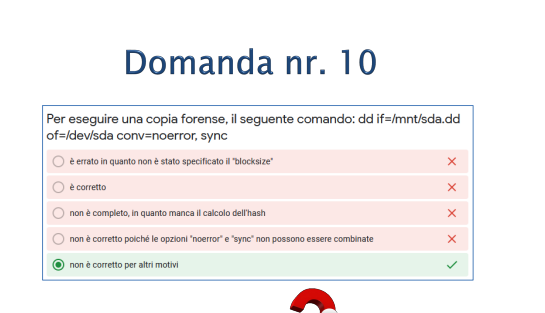 Domanda nr. 10
Per eseguire una copia forense, il seguente comando: dd if=/mnt/sda.dd
of=/dev/sda conv=noerror, sync
è errato in quanto non è stato specificato il "blocksize"
è corretto
non è completo, in quanto manca il calcolo dell'hash
non è corretto poiché le opzioni "noerror" e "sync" non possono essere combinate
non è corretto per altri motivi